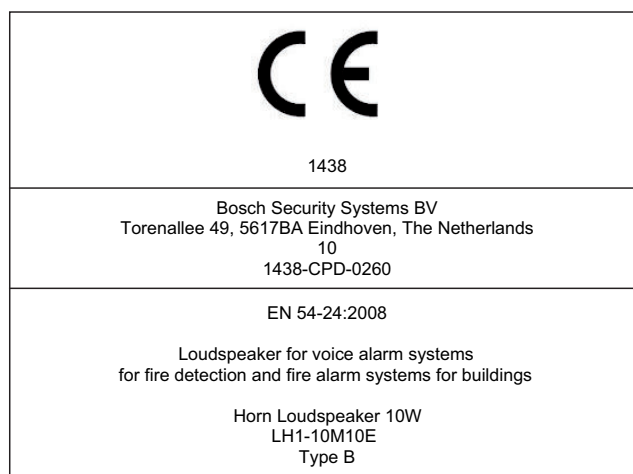 CE
1438
Bosch Security Systems BV
Torenallee 49, 5617BA Eindhoven, The Netherlands
10
1438-CPD-0260
EN 54-24:2008
Loudspeaker for voice alarm systems
for fire detection and fire alarm systems for buildings
Horn Loudspeaker 10W
LH1-10M10E
Type B